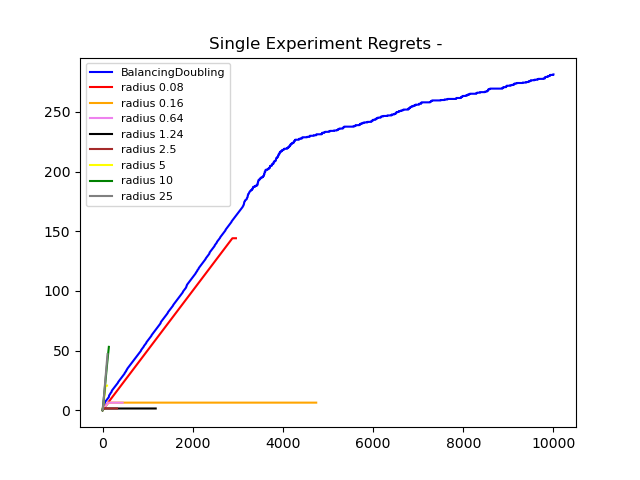 Single Experiment Regrets -
BalancingDoubling
radius 0.08
radius 0.16
radius 0.64
radius 1.24
radius 2.5
radius 5
radius 10
radius 25
250
200
150
100
50
0
0 2000 4000 6000 8000 10000